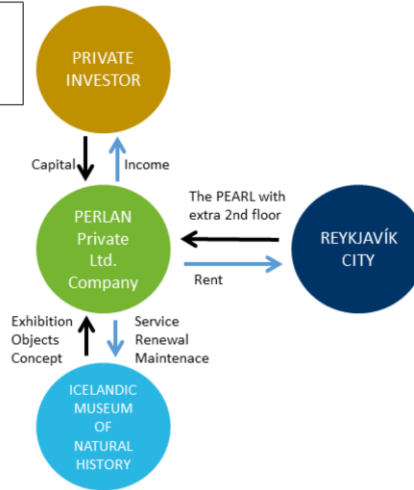 PRIVATE
INVESTOR
Capital
Income
PERLAN
Private
Ltd.
Company
The PEARL with
extra 2nd floor
REYKJAVÍK
CITY
Rent
Exhibition
Objects
Concept
Service
Renewal
Maintenace
ICELANDIC
MUSEUM
OF
NATURAL
HISTORY